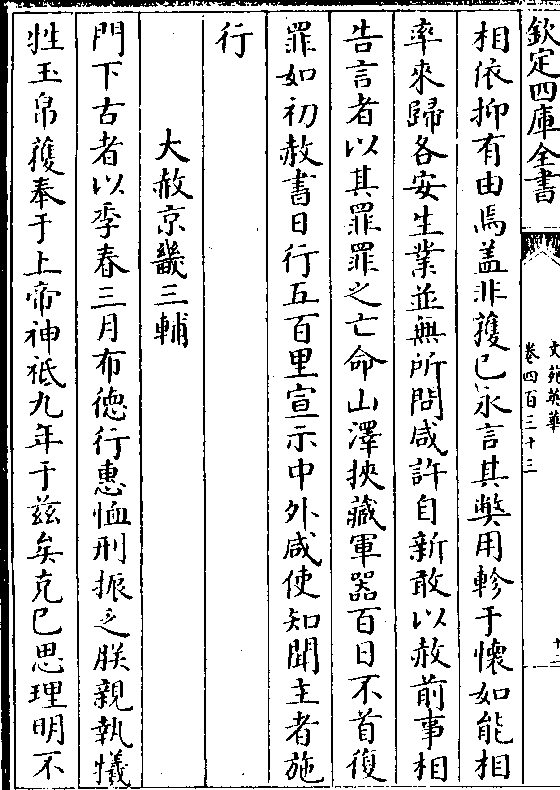 欽定四庫全書
文苑英華
卷四百三十三
相依抑有由焉盖非獲已永言其弊用軫于懷如能相
率來歸各安生業並無所問咸許自新敢以赦前事相
告言者以其罪罪之亡命山澤挾藏軍器百日不首復
罪如初赦書日行五百里宣示中外咸使知聞主者施
行
大赦京畿三輔
門下古者以季春三月布徳行惠恤刑振乏朕親執犧
牲玉帛獲奉于上帝神祇九年于兹矣克已思理明不